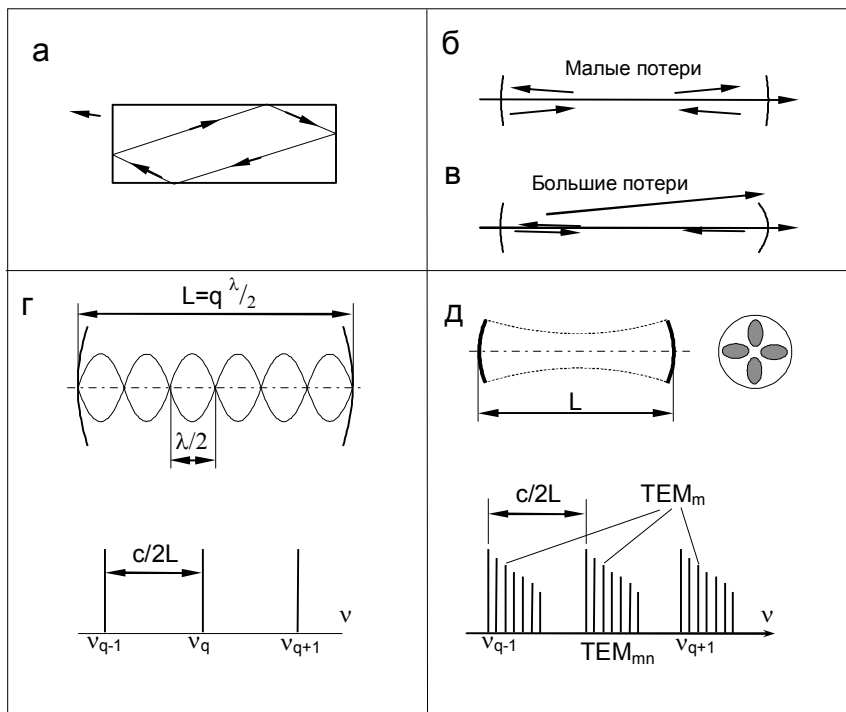 а
б
Малые потери
в
Большие потери
г
L=q λ/2
λ/2
c/2L
ν
νq-1
νq
νq+1
д
L
c/2L
TEMm
ν
νq-1
TEMmn
νq+1